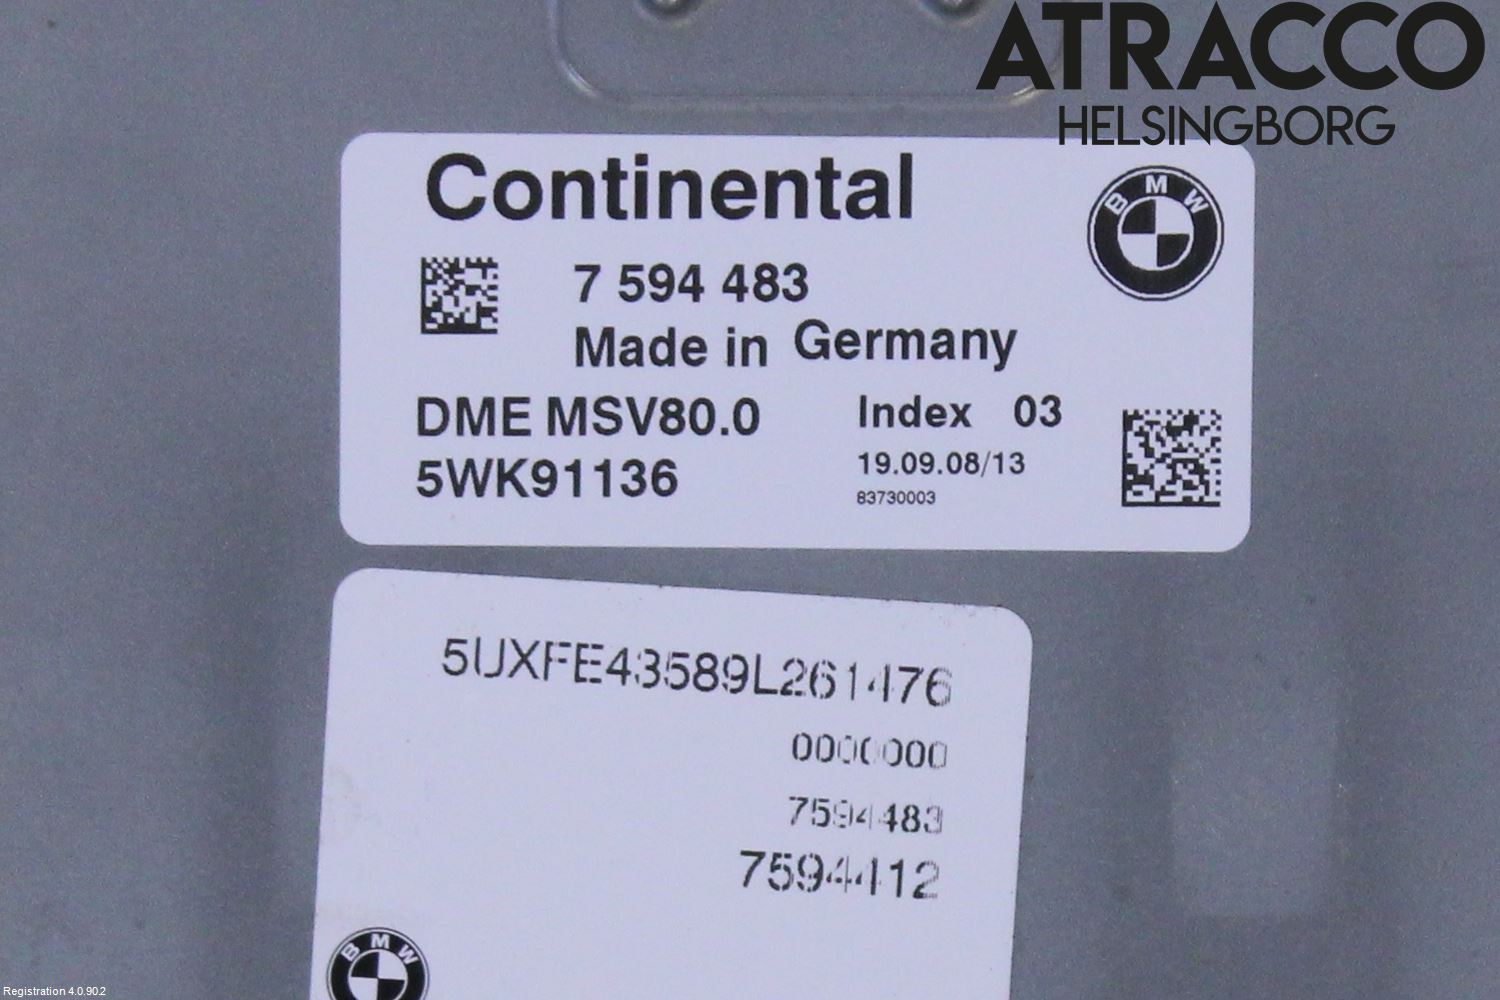 ATRACCO
HELSINGBORG
Continental
BMW
7 594 483
Made in Germany
DME MSV80.0
Index 03
5WK91136
19.09.08/13
83730003
5UXFE43589L261476
0000000
7594483
7594412
BMW
Registration 4.0.90.2